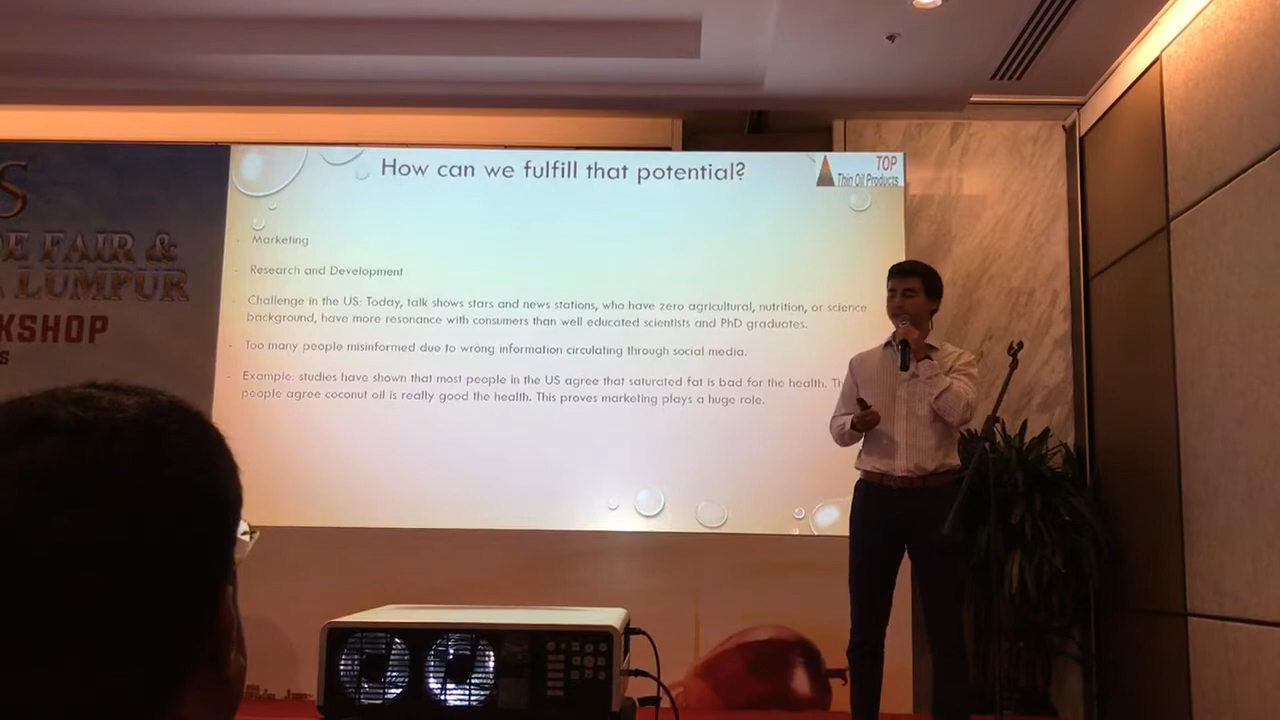 S
DE FAIR &
A LUMPUR
KSHOP
S
How can we fulfill that potential?
TOP
Thin Oil Products
- Marketing
- Research and Development
- Challenge in the US: Today, talk shows stars and news stations, who have zero agricultural, nutrition, or science
background, have more resonance with consumers than well educated scientists and PhD graduates.
- Too many people misinformed due to wrong information circulating through social media.
- Example: studies have shown that most people in the US agree that saturated fat is bad for the health.
people agree coconut oil is really good the health. This proves marketing plays a huge role.